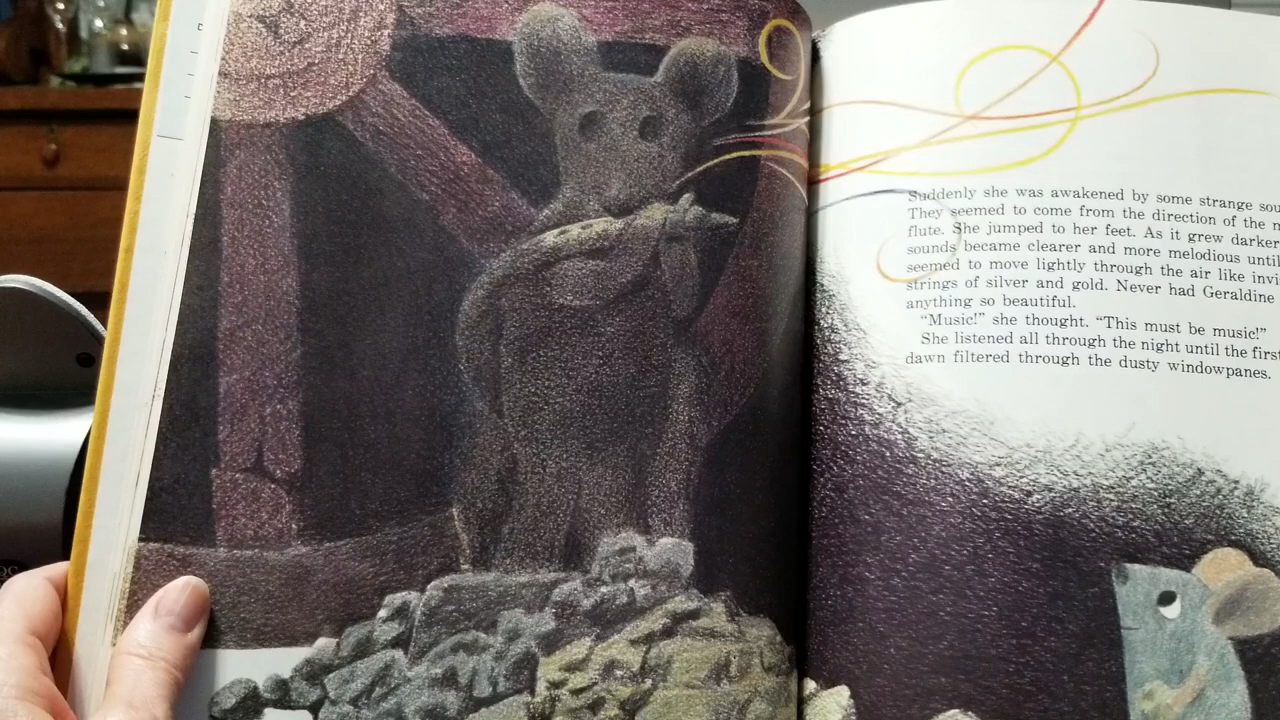 Suddenly she was awakened by some strange sou
They seemed to come from the direction of the m
flute. She jumped to her feet. As it grew darker
sounds became clearer and more melodious until
seemed to move lightly through the air like invi
strings of silver and gold. Never had Geraldine
anything so beautiful.
“Music!” she thought. “This must be music!”
She listened all through the night until the first
dawn filtered through the dusty windowpanes.